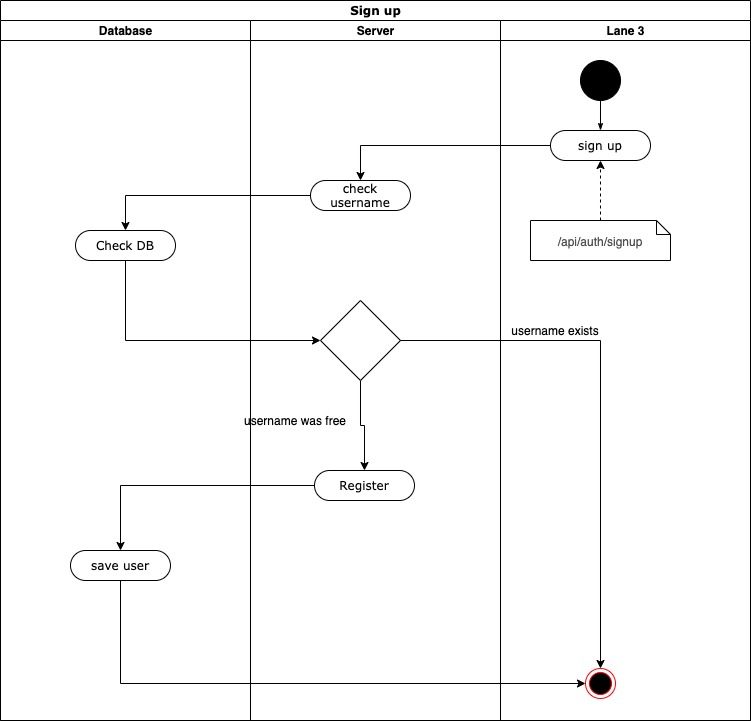 Sign up
Database
Server
Lane 3
sign up
check
username
Check DB
/api/auth/signup
username exists
username was free
Register
save user